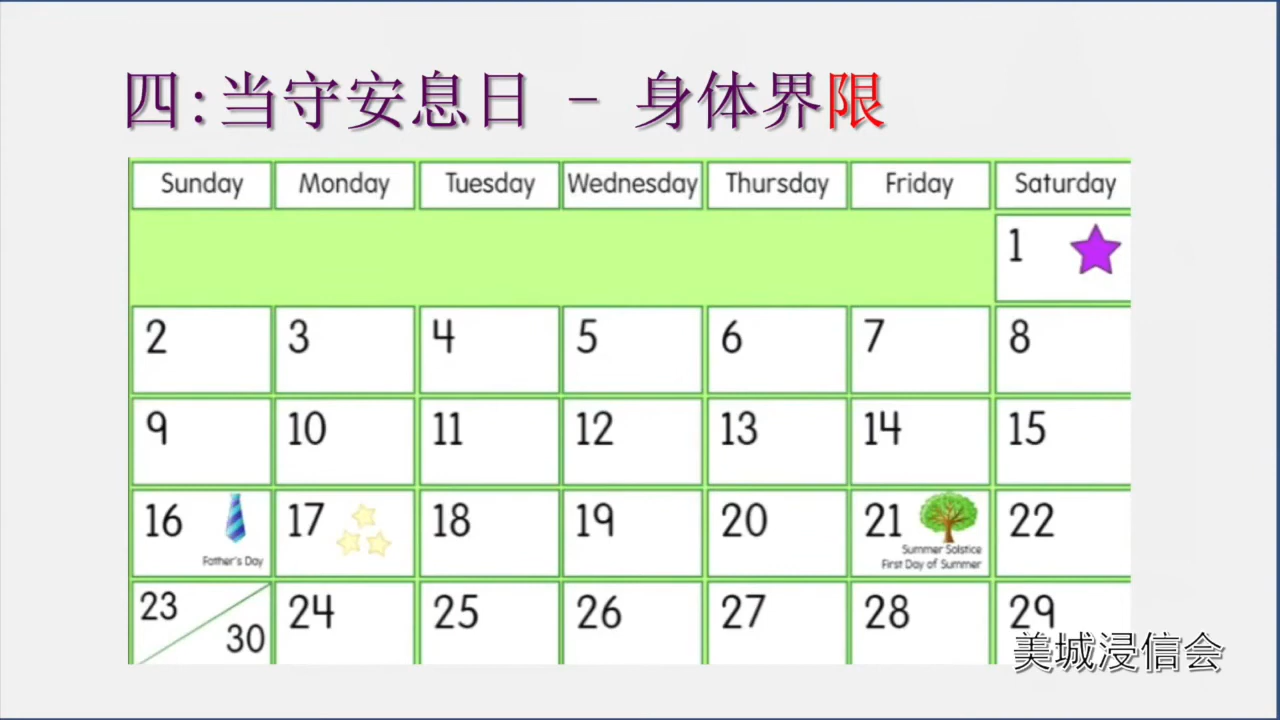 四:当守安息日 - 身体界限
Sunday Monday Tuesday Wednesday Thursday Friday Saturday
1
2 3 4 5 6 7 8
9 10 11 12 13 14 15
16 17 18 19 20 21 22
Father's Day
Summer Solstice
First Day of Summer
23 30 24 25 26 27 28 29
美城浸信会